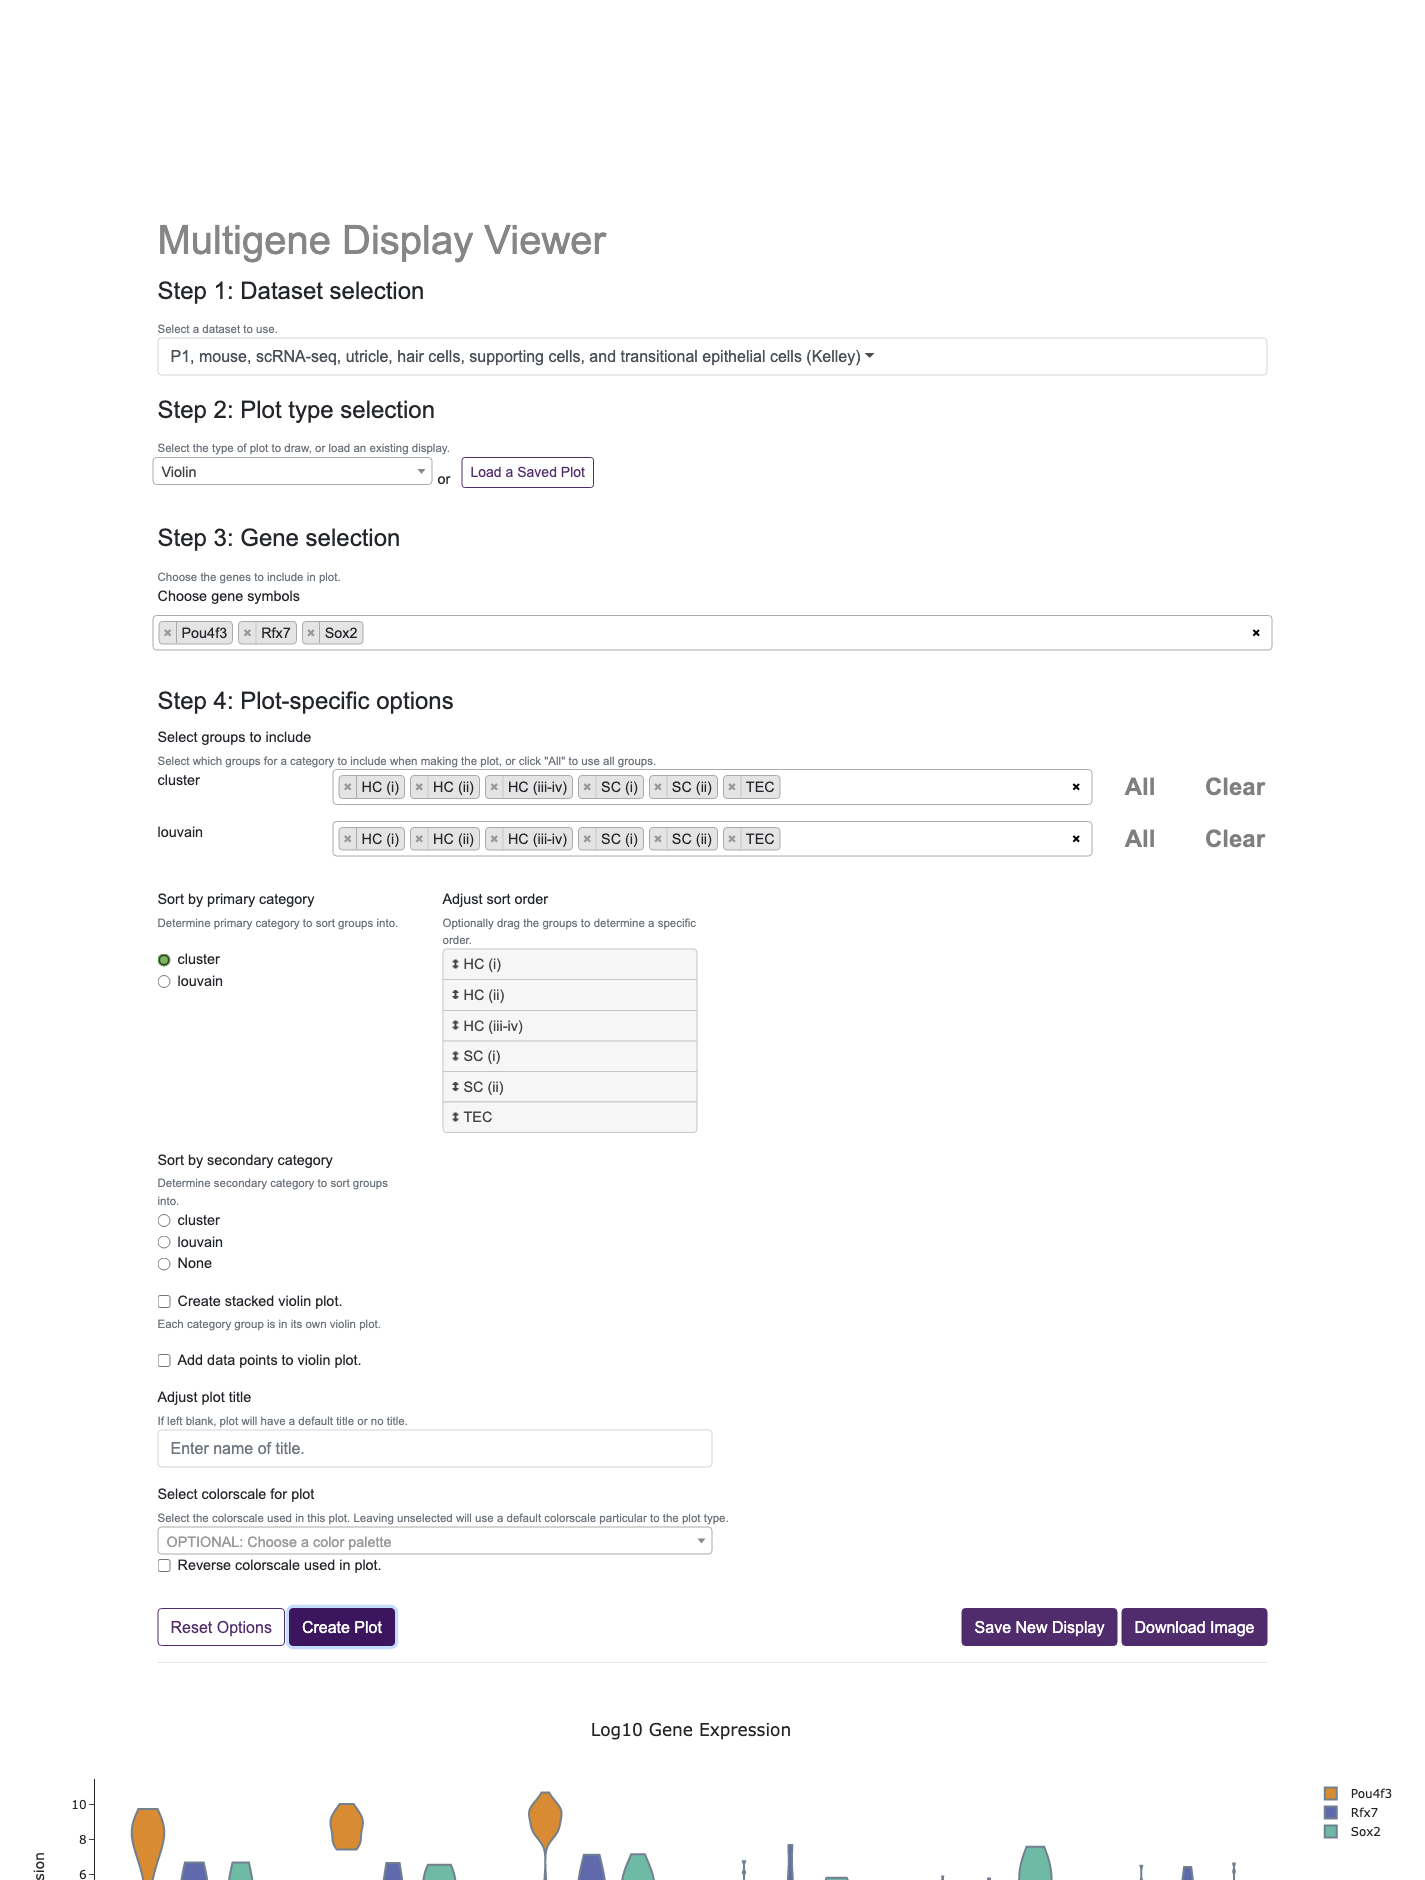 Multigene Display Viewer
Step 1: Dataset selection
Select a dataset to use.
P1, mouse, scRNA-seq, utricle, hair cells, supporting cells, and transitional epithelial cells (Kelley)
Step 2: Plot type selection
Select the type of plot to draw, or load an existing display.
Violin or Load a Saved Plot
Step 3: Gene selection
Choose the genes to include in plot.
Choose gene symbols
× Pou4f3 × Rfx7 × Sox2 ×
Step 4: Plot-specific options
Select groups to include
Select which groups for a category to include when making the plot, or click "All" to use all groups.
cluster × HC (i) × HC (ii) × HC (iii-iv) × SC (i) × SC (ii) × TEC × All Clear
louvain × HC (i) × HC (ii) × HC (iii-iv) × SC (i) × SC (ii) × TEC × All Clear
Sort by primary category
Determine primary category to sort groups into.
cluster
louvain
Adjust sort order
Optionally drag the groups to determine a specific
order.
HC (i)
HC (ii)
HC (iii-iv)
SC (i)
SC (ii)
TEC
Sort by secondary category
Determine secondary category to sort groups
into.
cluster
louvain
None
Create stacked violin plot.
Each category group is in its own violin plot.
Add data points to violin plot.
Adjust plot title
If left blank, plot will have a default title or no title.
Enter name of title.
Select colorscale for plot
Select the colorscale used in this plot. Leaving unselected will use a default colorscale particular to the plot type.
OPTIONAL: Choose a color palette
Reverse colorscale used in plot.
Reset Options Create Plot Save New Display Download Image
Log10 Gene Expression
10
8
6
Pou4f3
Rfx7
Sox2